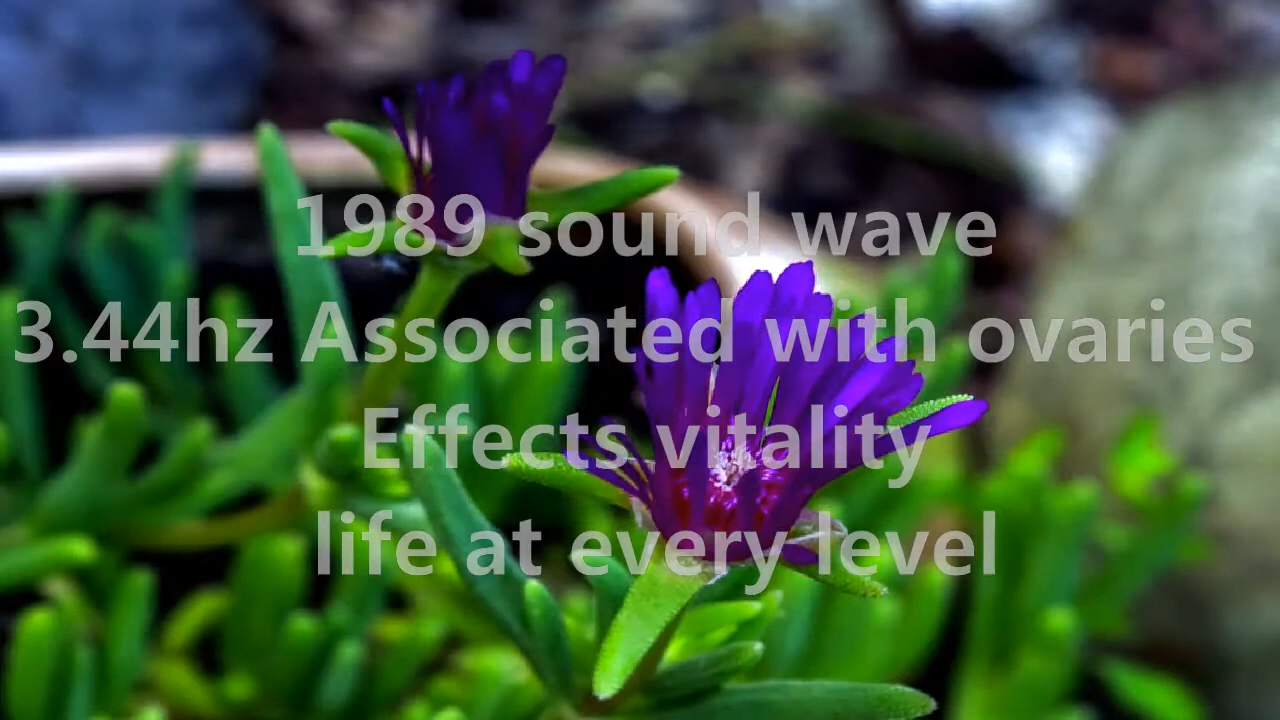 1989 sound wave
3.44hz Associated with ovaries
Effects vitality
life at every level